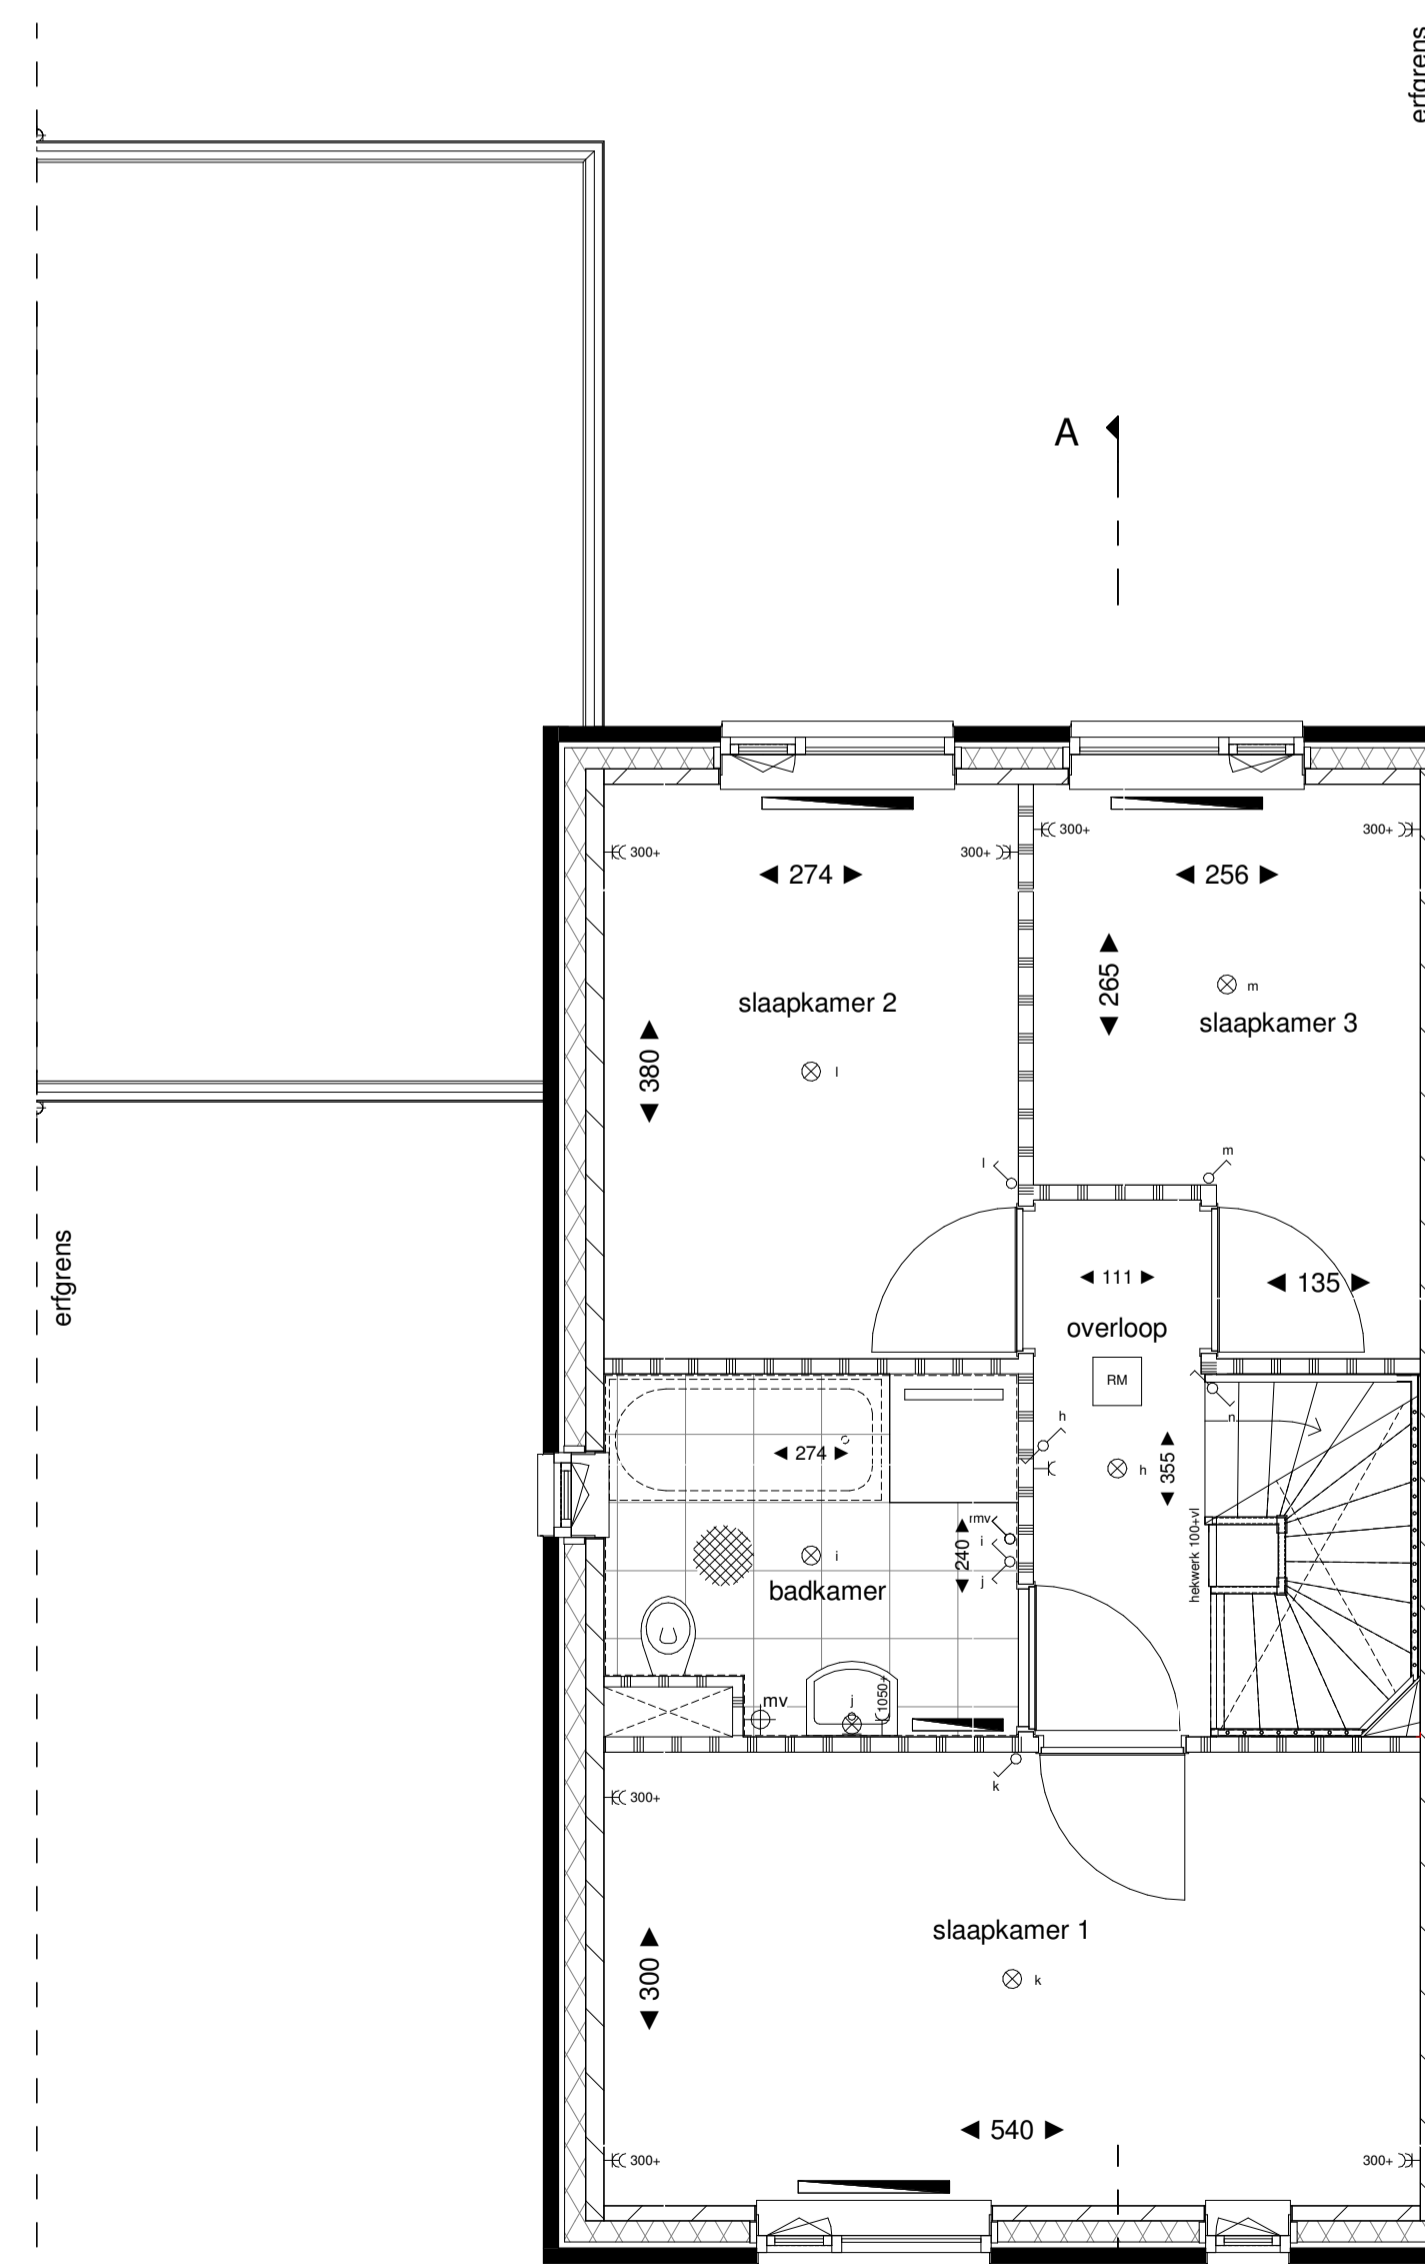 erfgrens
A
300+
300+
300+
300+
274
256
265
m
slaapkamer 2
slaapkamer 3
380
l
l
m
erfgrens
111
135
overloop
RM
h
n
274
h
355
hekwerk 100+vl
rmv
i
240
i
j
badkamer
mv
j
1050+
k
300+
slaapkamer 1
k
300
540
300+
300+